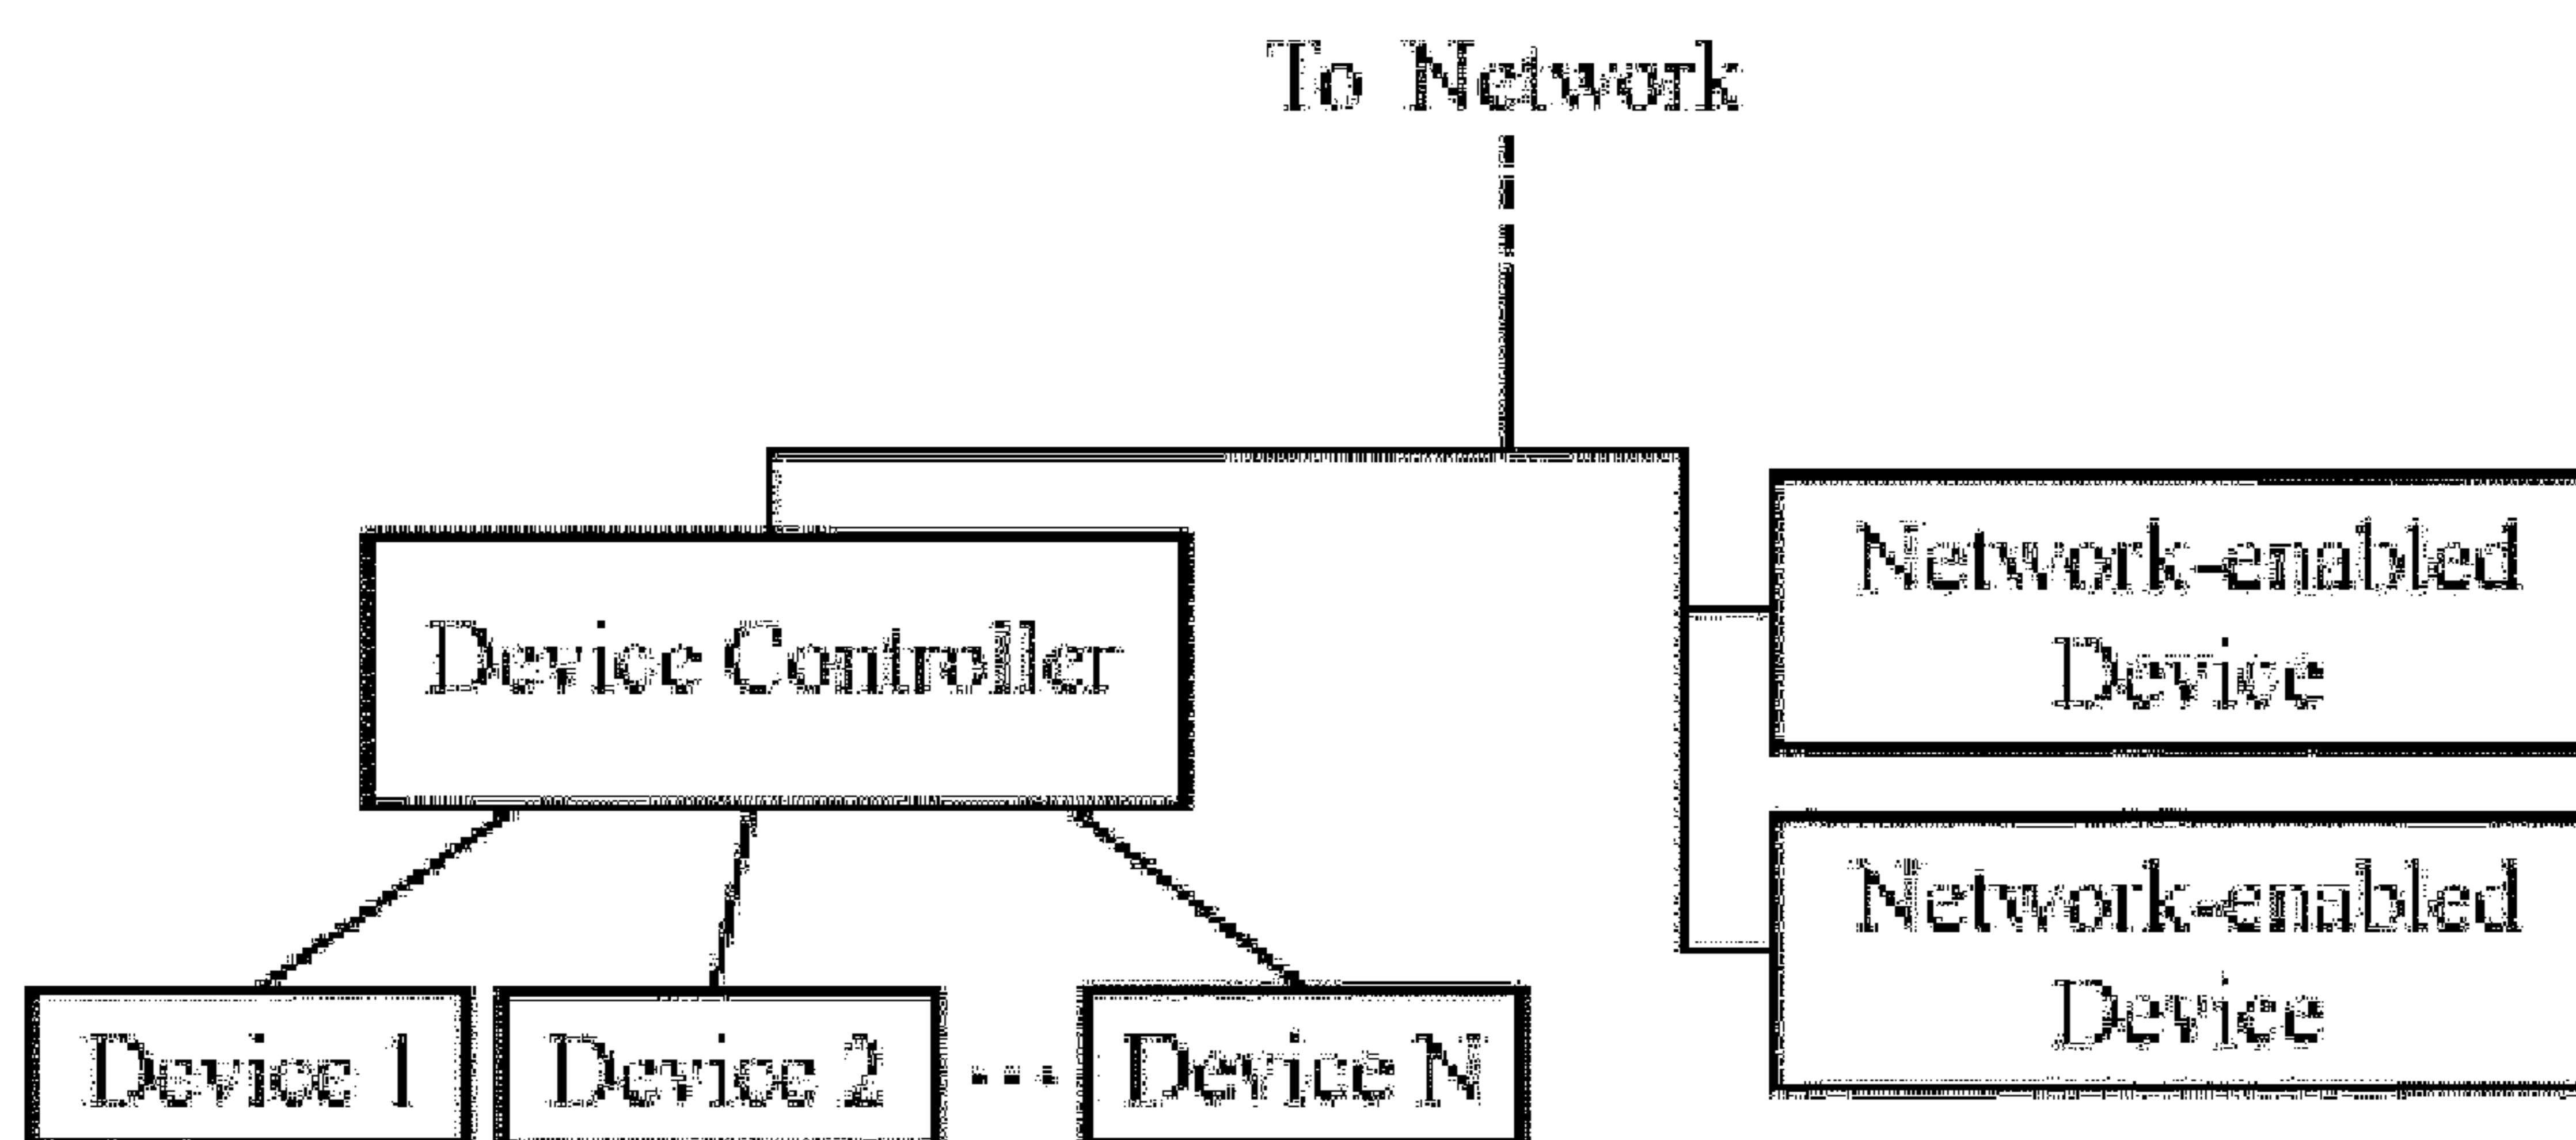 To Network
Device Controller
Network-enabled
Device
Network-enabled
Device
Device 1
Device 2
...
Device N